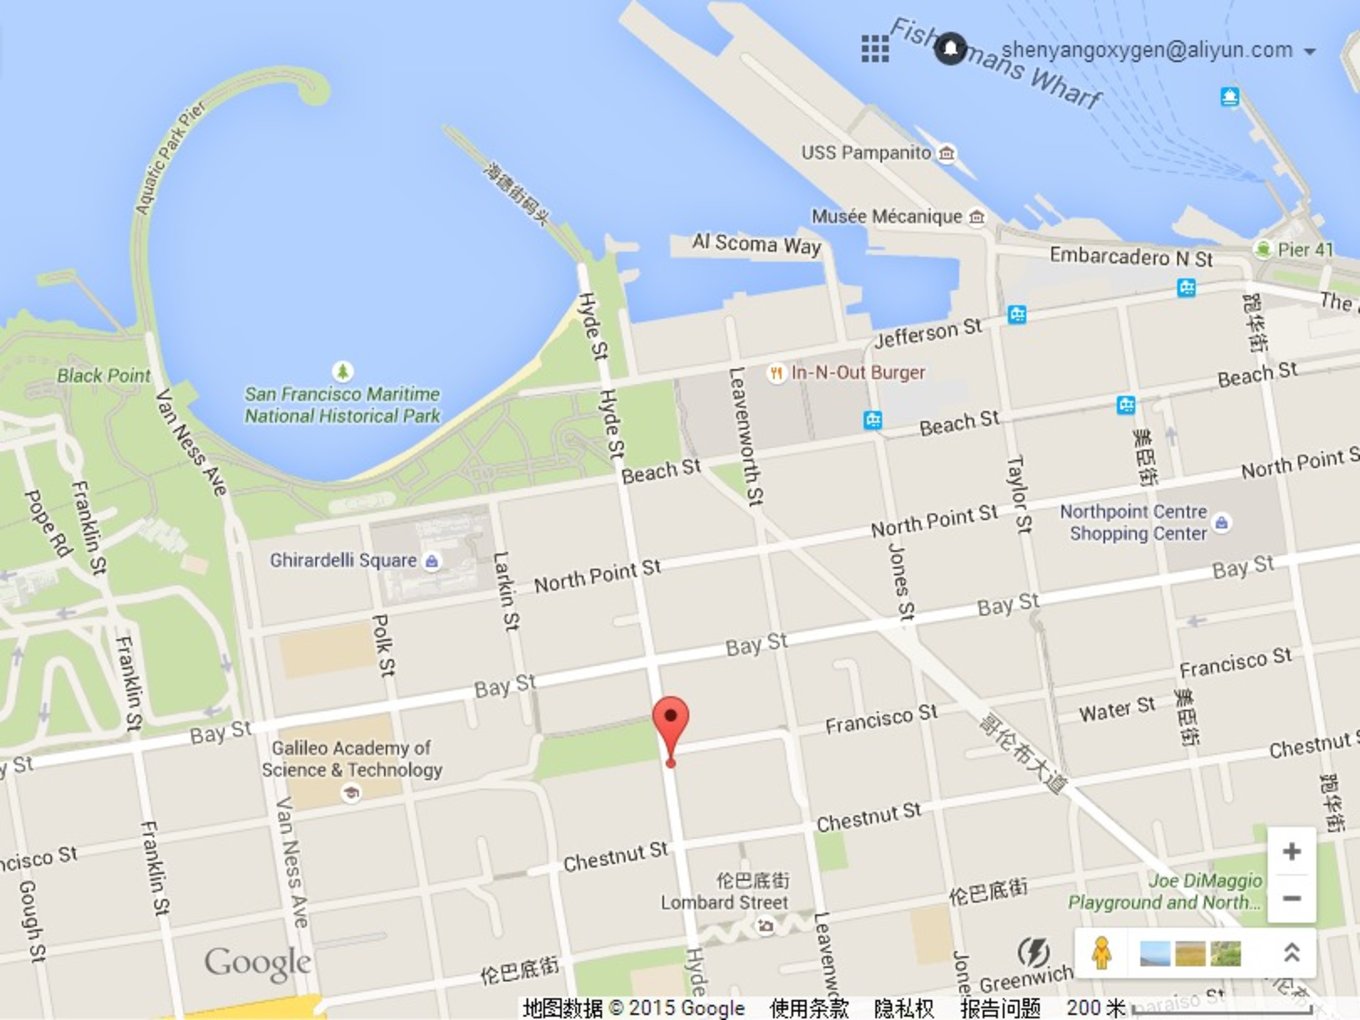 Fishermans Wharf
shenyangoxygen@aliyun.com
Aquatic Park Pier
海德街码头
USS Pampanito
Musée Mécanique
Al Scoma Way
Embarcadero N St
Pier 41
The
跑华街
Hyde St
Jefferson St
Black Point
San Francisco Maritime
National Historical Park
In-N-Out Burger
Beach St
Van Ness Ave
Hyde St
Leavenworth St
Beach St
美臣街
Beach St
Taylor St
North Point St
Pope Rd
Franklin St
North Point St
Northpoint Centre
Shopping Center
Ghirardelli Square
Larkin St
North Point St
Jones St
Bay St
Bay St
Polk St
Bay St
Franklin St
Bay St
Francisco St
Bay St
Francisco St
Water St
美臣街
哥伦布大道
Galileo Academy of
Science & Technology
Chestnut S
y St
跑华街
Van Ness Ave
Chestnut St
Franklin St
Chestnut St
ncisco St
Gough St
伦巴底街
Lombard Street
伦巴底街
Joe DiMaggio
Playground and North...
Leavenwo
Google
伦巴底街
Hyde
Jones
Greenwich
地图数据 © 2015 Google 使用条款 隐私权 报告问题 200 米